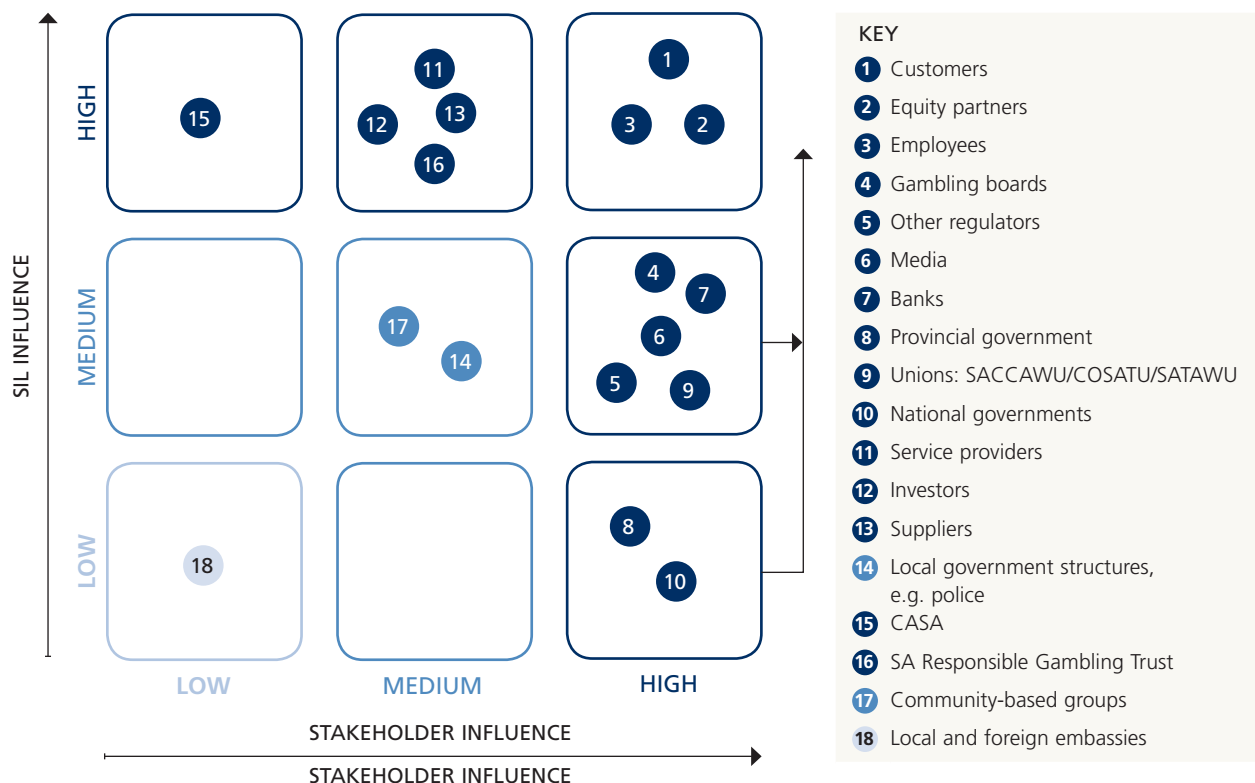 SIL INFLUENCE
HIGH
15
11
12
13
16
1
3
2
MEDIUM
17
14
4
7
6
5
9
LOW
18
8
10
LOW
MEDIUM
HIGH
STAKEHOLDER INFLUENCE
STAKEHOLDER INFLUENCE
KEY
1 Customers
2 Equity partners
3 Employees
4 Gambling boards
5 Other regulators
6 Media
7 Banks
8 Provincial government
9 Unions: SACCAWU/COSATU/SATAWU
10 National governments
11 Service providers
12 Investors
13 Suppliers
14 Local government structures,
e.g. police
15 CASA
16 SA Responsible Gambling Trust
17 Community-based groups
18 Local and foreign embassies